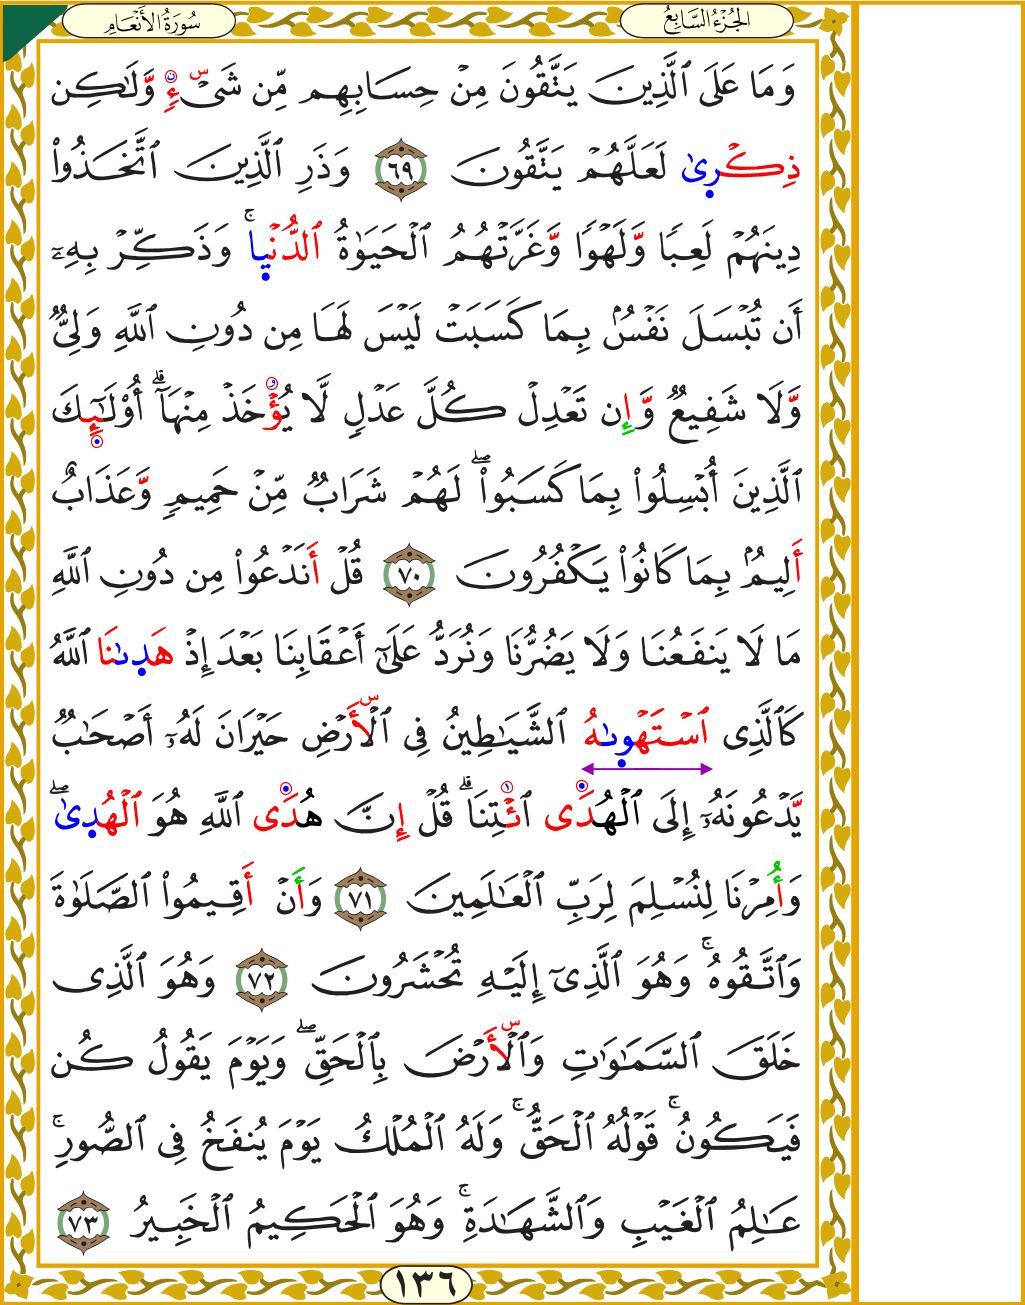 سُورَةُ الأَنْعَامِ
الجُزْءُ السَّابِعُ
وَمَا عَلَى ٱلَّذِينَ يَتَّقُونَ مِنْ حِسَابِهِم مِّن شَىْءٍ وَّلَٰكِن
ذِكْرِىٰ لَعَلَّهُمْ يَتَّقُونَ ٦٩ وَذَرِ ٱلَّذِينَ ٱتَّخَذُواْ
دِينَهُمْ لَعِبًا وَّلَهْوًا وَّغَرَّتْهُمُ ٱلْحَيَوٰةُ ٱلدُّنْيٜاۚ وَذَكِّرْ بِهِۦٓ
أَن تُبْسَلَ نَفْسُۢ بِمَا كَسَبَتْ لَيْسَ لَهَا مِن دُونِ ٱللَّهِ وَلِىٌّ
وَّلَا شَفِيعٌ وَّإِن تَعْدِلْ كُلَّ عَدْلٍ لَّا يُؤْخَذْ مِنْهَآۗ أُوْلَٰٓئِكَ
ٱلَّذِينَ أُبْسِلُواْ بِمَا كَسَبُواْۖ لَهُمْ شَرَابٌ مِّنْ حَمِيمٍ وَّعَذَابٌ
أَلِيمُۢ بِمَا كَانُواْ يَكْفُرُونَ ٧٠ قُلْ أَنَدْعُواْ مِن دُونِ ٱللَّهِ
مَا لَا يَنفَعُنَا وَلَا يَضُرُّنَا وَنُرَدُّ عَلَىٰٓ أَعْقَابِنَا بَعْدَ إِذْ هَدٜىٰنَا ٱللَّهُ
كَٱلَّذِى ٱسْتَهْوٜىٰهُ ٱلشَّيَٰطِينُ فِى ٱلْأَرْضِ حَيْرَانَ لَهُۥٓ أَصْحَٰبٌ
يَّدْعُونَهُۥٓ إِلَى ٱلْهُدَى ٱئْتِنَاۗ قُلْ إِنَّ هُدَى ٱللَّهِ هُوَ ٱلْهُدٜىٰۖ
وَأُمِرْنَا لِنُسْلِمَ لِرَبِّ ٱلْعَٰلَمِينَ ٧١ وَأَنْ أَقِيمُواْ ٱلصَّلَوٰةَ
وَٱتَّقُوهُۚ وَهُوَ ٱلَّذِىٓ إِلَيْهِ تُحْشَرُونَ ٧٢ وَهُوَ ٱلَّذِى
خَلَقَ ٱلسَّمَٰوَٰتِ وَٱلْأَرْضَ بِٱلْحَقِّۖ وَيَوْمَ يَقُولُ كُن
فَيَكُونُۚ قَوْلُهُ ٱلْحَقُّۚ وَلَهُ ٱلْمُلْكُ يَوْمَ يُنفَخُ فِى ٱلصُّورِۚ
عَٰلِمُ ٱلْغَيْبِ وَٱلشَّهَٰدَةِۚ وَهُوَ ٱلْحَكِيمُ ٱلْخَبِيرُ ٧٣
١٣٦